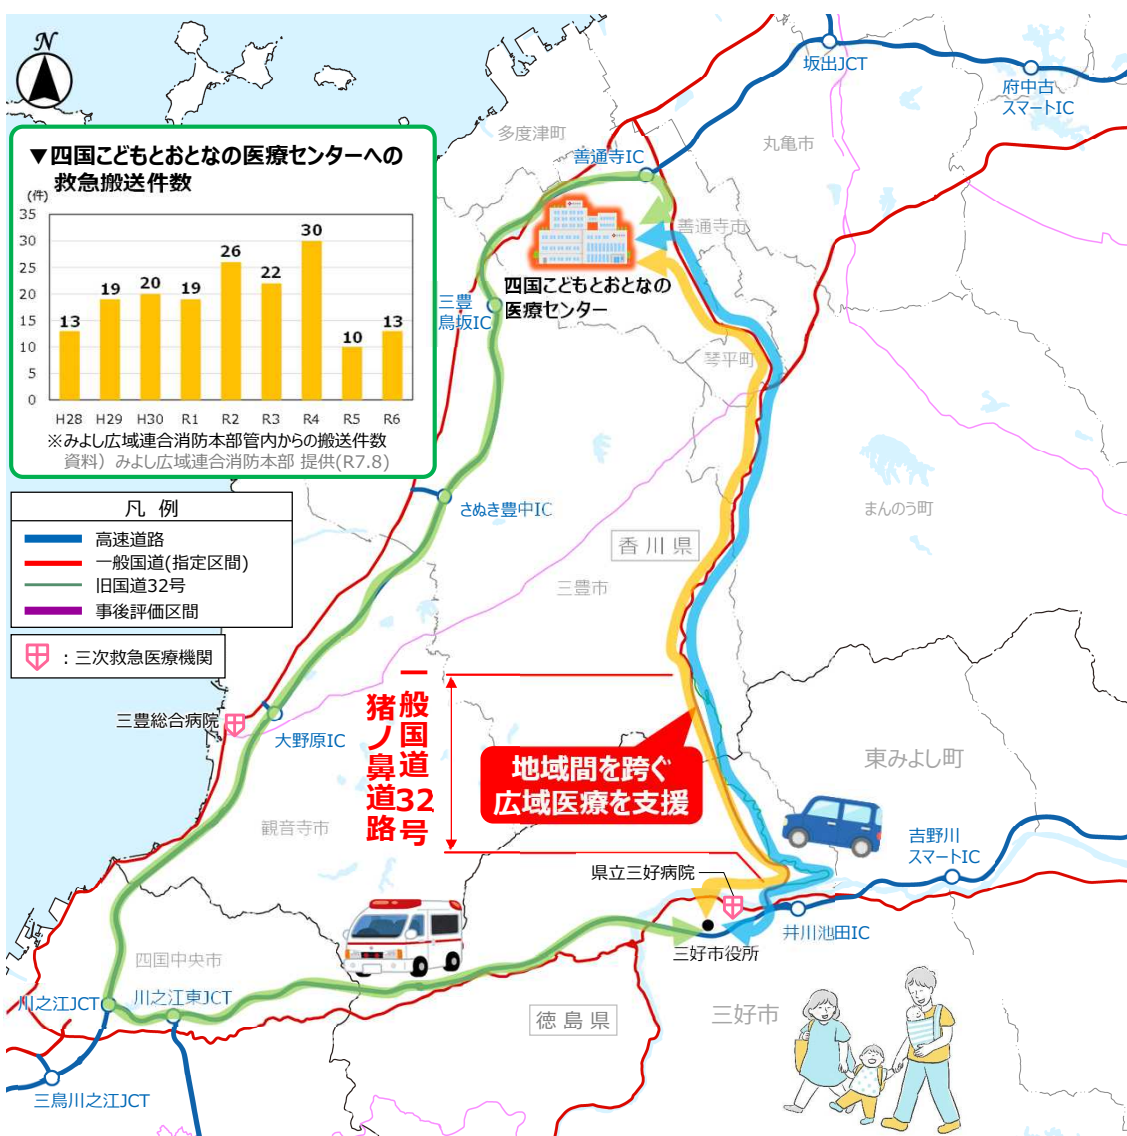 N
▼四国こどもとおとなの医療センターへの
救急搬送件数
(件)
35
30
25
20
15
10
5
0
13
19
20
19
26
22
30
10
13
H28
H29
H30
R1
R2
R3
R4
R5
R6
※みよし広域連合消防本部管内からの搬送件数
資料）みよし広域連合消防本部 提供(R7.8)
凡 例
高速道路
一般国道(指定区間)
旧国道32号
事後評価区間
：三次救急医療機関
坂出JCT
府中古
スマートIC
多度津町
丸亀市
善通寺IC
善通寺市
四国こどもとおとなの
医療センター
三豊
鳥坂IC
琴平町
さぬき豊中IC
まんのう町
香川県
三豊市
三豊総合病院
大野原IC
一般国道32号
猪ノ鼻道路
地域間を跨ぐ
広域医療を支援
東みよし町
観音寺市
吉野川
スマートIC
県立三好病院
井川池田IC
三好市役所
四国中央市
川之江JCT
川之江東JCT
徳島県
三好市
三島川之江JCT